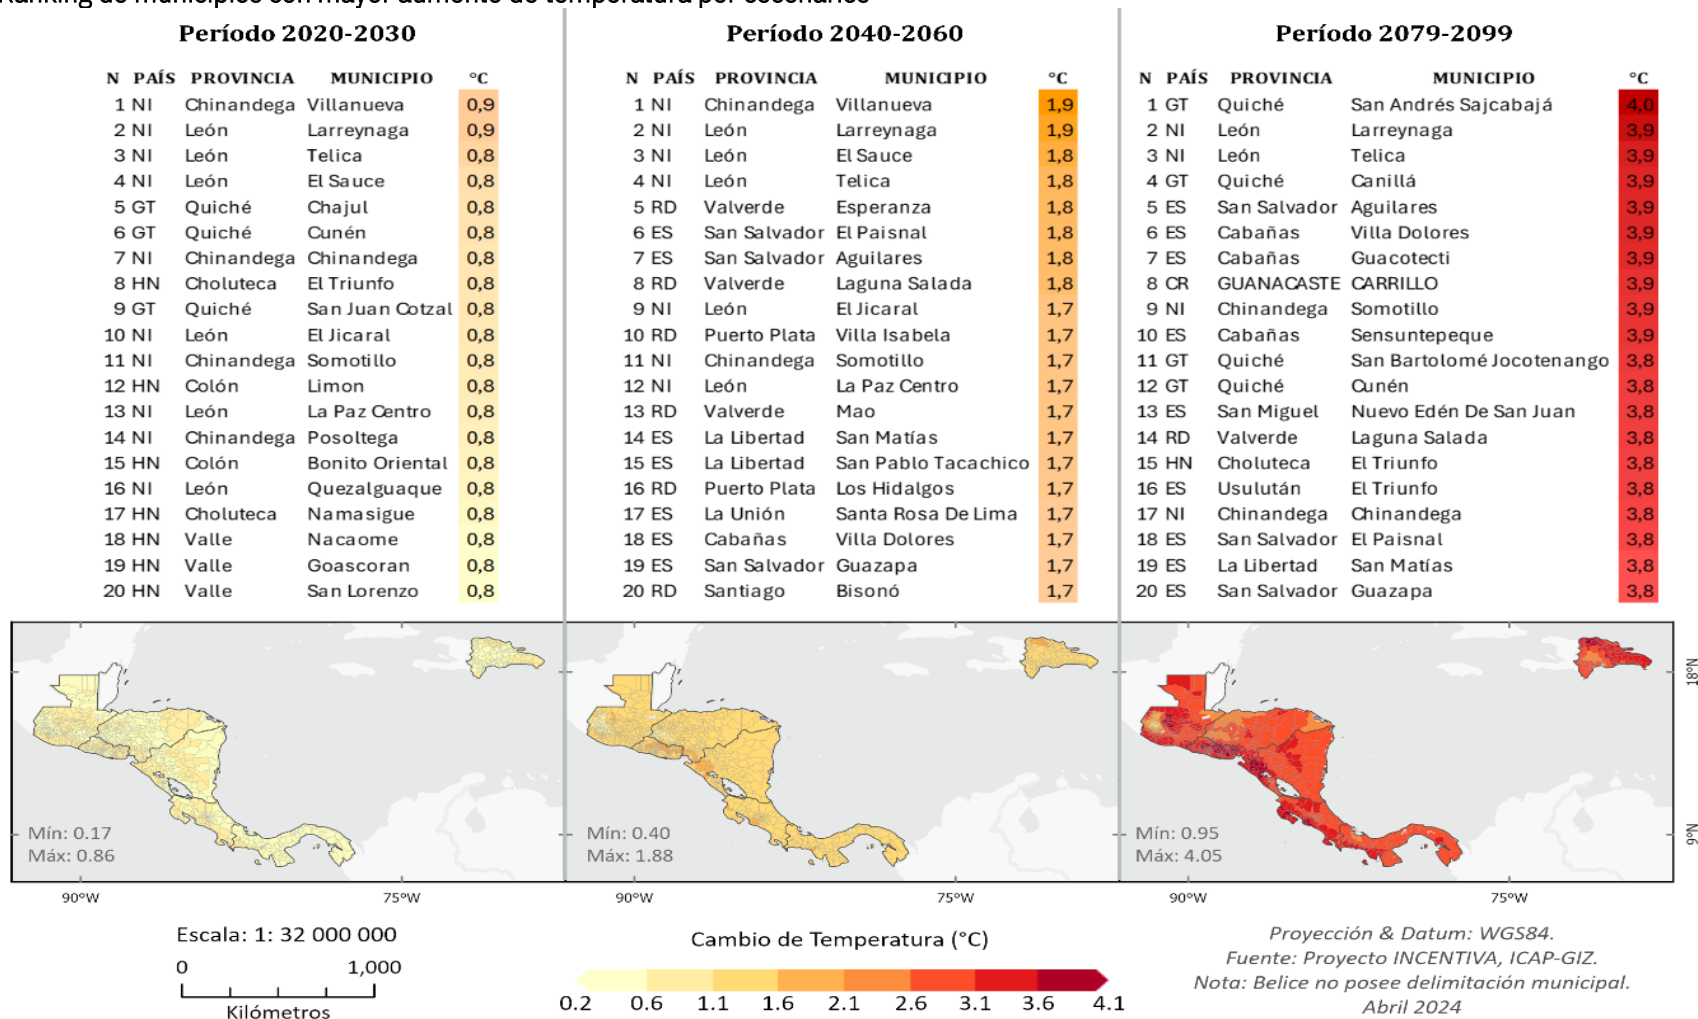 Ranking de municipios con mayor aumento de temperatura por escenarios
Período 2020-2030
N PAÍS PROVINCIA MUNICIPIO °C
1 NI Chinandega Villanueva 0,9
2 NI León Larreynaga 0,9
3 NI León Telica 0,8
4 NI León El Sauce 0,8
5 GT Quiché Chajul 0,8
6 GT Quiché Cunén 0,8
7 NI Chinandega Chinandega 0,8
8 HN Choluteca El Triunfo 0,8
9 GT Quiché San Juan Cotzal 0,8
10 NI León El Jicaral 0,8
11 NI Chinandega Somotillo 0,8
12 HN Colón Limon 0,8
13 NI León La Paz Centro 0,8
14 NI Chinandega Posoltega 0,8
15 HN Colón Bonito Oriental 0,8
16 NI León Quezalguaque 0,8
17 HN Choluteca Namasigue 0,8
18 HN Valle Nacaome 0,8
19 HN Valle Goascoran 0,8
20 HN Valle San Lorenzo 0,8
Período 2040-2060
N PAÍS PROVINCIA MUNICIPIO °C
1 NI Chinandega Villanueva 1,9
2 NI León Larreynaga 1,9
3 NI León El Sauce 1,8
4 NI León Telica 1,8
5 RD Valverde Esperanza 1,8
6 ES San Salvador El Paisnal 1,8
7 ES San Salvador Aguilares 1,8
8 RD Valverde Laguna Salada 1,8
9 NI León El Jicaral 1,7
10 RD Puerto Plata Villa Isabela 1,7
11 NI Chinandega Somotillo 1,7
12 NI León La Paz Centro 1,7
13 RD Valverde Mao 1,7
14 ES La Libertad San Matías 1,7
15 ES La Libertad San Pablo Tacachico 1,7
16 RD Puerto Plata Los Hidalgos 1,7
17 ES La Unión Santa Rosa De Lima 1,7
18 ES Cabañas Villa Dolores 1,7
19 ES San Salvador Guazapa 1,7
20 RD Santiago Bisonó 1,7
Período 2079-2099
N PAÍS PROVINCIA MUNICIPIO °C
1 GT Quiché San Andrés Sajcabajá 4,0
2 NI León Larreynaga 3,9
3 NI León Telica 3,9
4 GT Quiché Canillá 3,9
5 ES San Salvador Aguilares 3,9
6 ES Cabañas Villa Dolores 3,9
7 ES Cabañas Guacotecti 3,9
8 CR GUANACASTE CARRILLO 3,9
9 NI Chinandega Somotillo 3,9
10 ES Cabañas Sensuntepeque 3,9
11 GT Quiché San Bartolomé Jocotenango 3,8
12 GT Quiché Cunén 3,8
13 ES San Miguel Nuevo Edén De San Juan 3,8
14 RD Valverde Laguna Salada 3,8
15 HN Choluteca El Triunfo 3,8
16 ES Usulután El Triunfo 3,8
17 NI Chinandega Chinandega 3,8
18 ES San Salvador El Paisnal 3,8
19 ES La Libertad San Matías 3,8
20 ES San Salvador Guazapa 3,8
Mín: 0.17
Máx: 0.86
Mín: 0.40
Máx: 1.88
Mín: 0.95
Máx: 4.05
18°N
9°N
90°W 75°W 90°W 75°W 90°W 75°W
Escala: 1: 32 000 000
0 1,000
Kilómetros
Cambio de Temperatura (°C)
0.2 0.6 1.1 1.6 2.1 2.6 3.1 3.6 4.1
Proyección & Datum: WGS84.
Fuente: Proyecto INCENTIVA, ICAP-GIZ.
Nota: Belice no posee delimitación municipal.
Abril 2024